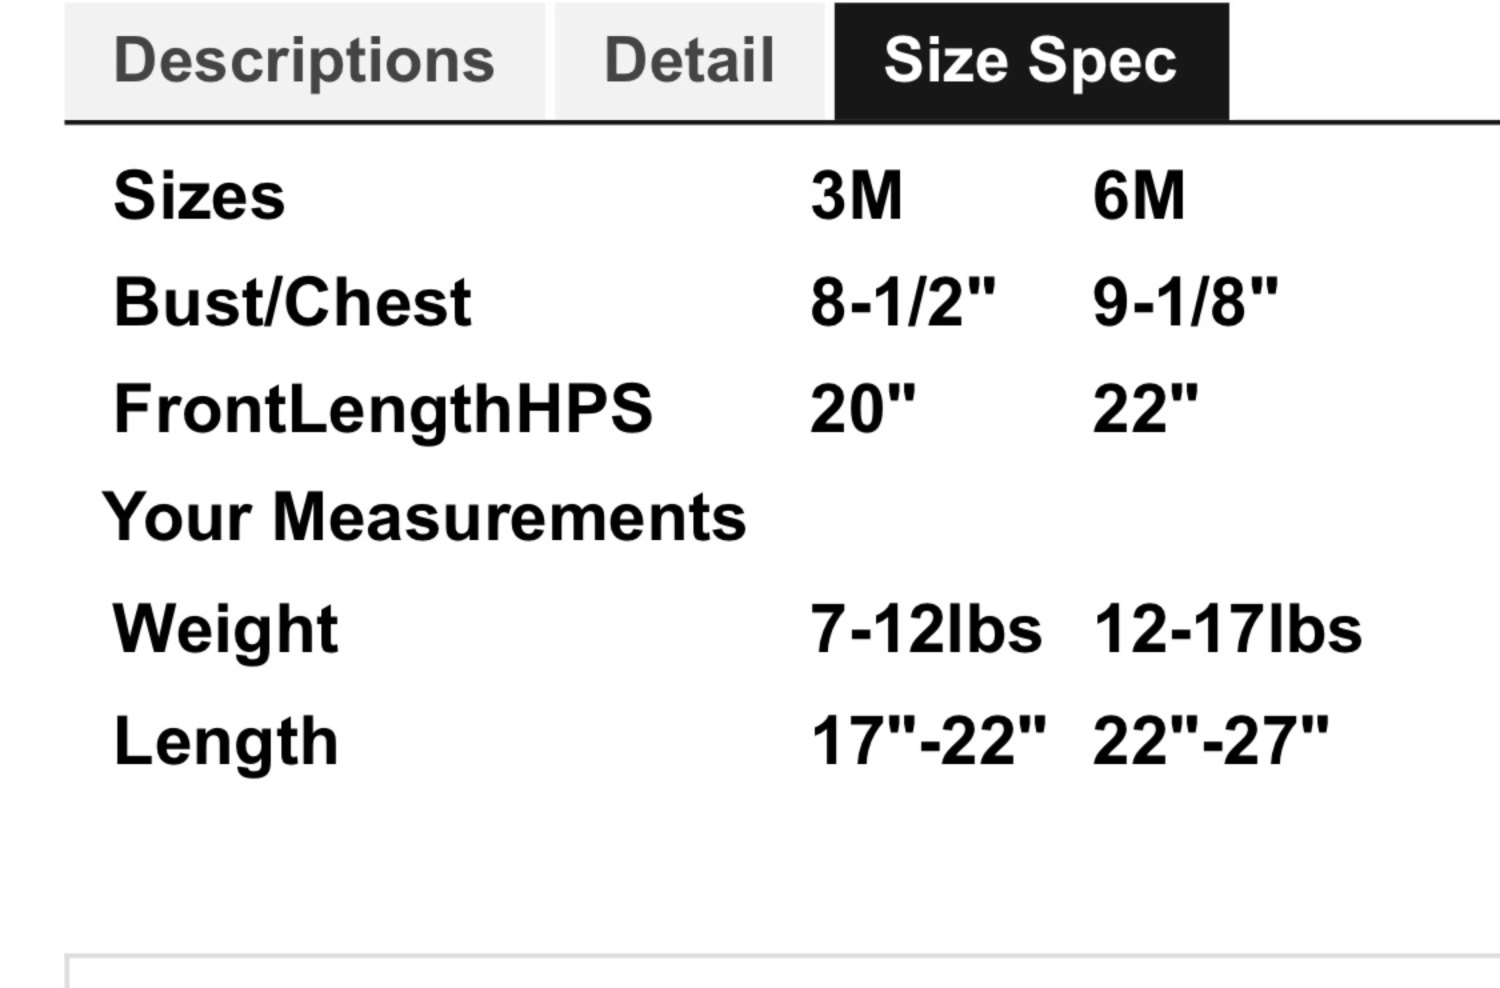 Descriptions Detail Size Spec
Sizes 3M 6M
Bust/Chest 8-1/2" 9-1/8"
FrontLengthHPS 20" 22"
Your Measurements
Weight 7-12lbs 12-17lbs
Length 17"-22" 22"-27"